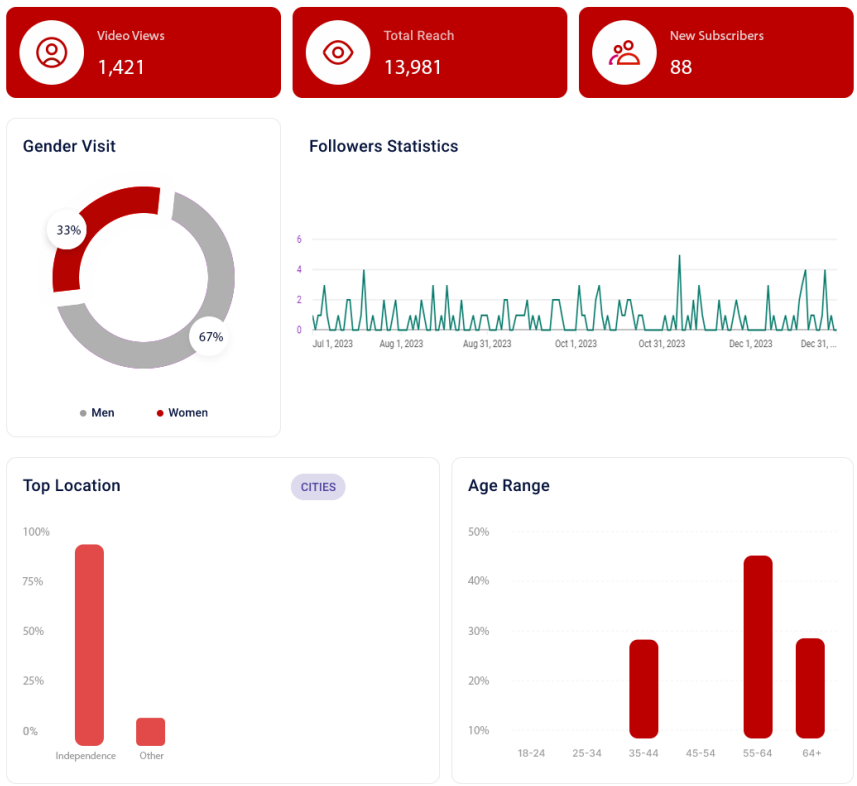 Video Views
1,421
Total Reach
13,981
New Subscribers
88
Gender Visit
33%
67%
Men
Women
Followers Statistics
6
4
2
0
Jul 1, 2023 Aug 1, 2023 Aug 31, 2023 Oct 1, 2023 Oct 31, 2023 Dec 1, 2023 Dec 31, ...
Top Location
CITIES
100%
75%
50%
25%
0%
Independence Other
Age Range
50%
40%
30%
20%
10%
18-24 25-34 35-44 45-54 55-64 64+